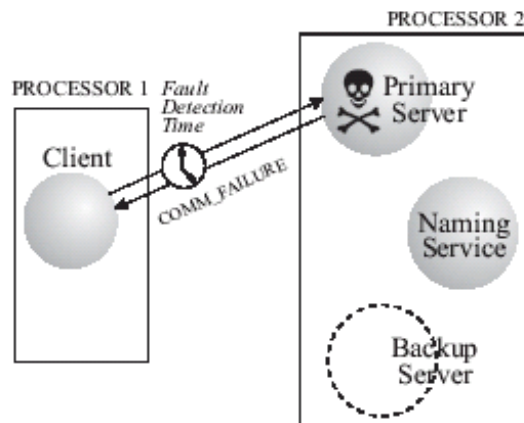 PROCESSOR 2
PROCESSOR 1
Fault
Detection
Time
Primary
Server
Client
COMM_FAILURE
Naming
Service
Backup
Server